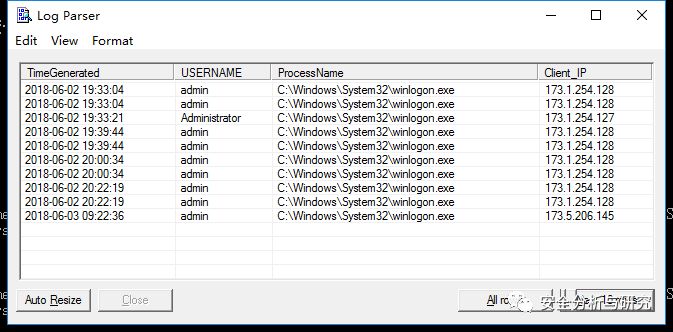 Log Parser
Edit View Format
TimeGenerated USERNAME ProcessName Client_IP
2018-06-02 19:33:04 admin C:\Windows\System32\winlogon.exe 173.1.254.128
2018-06-02 19:33:04 admin C:\Windows\System32\winlogon.exe 173.1.254.128
2018-06-02 19:33:21 Administrator C:\Windows\System32\winlogon.exe 173.1.254.127
2018-06-02 19:39:44 admin C:\Windows\System32\winlogon.exe 173.1.254.128
2018-06-02 19:39:44 admin C:\Windows\System32\winlogon.exe 173.1.254.128
2018-06-02 20:00:34 admin C:\Windows\System32\winlogon.exe 173.1.254.128
2018-06-02 20:00:34 admin C:\Windows\System32\winlogon.exe 173.1.254.128
2018-06-02 20:22:19 admin C:\Windows\System32\winlogon.exe 173.1.254.128
2018-06-02 20:22:19 admin C:\Windows\System32\winlogon.exe 173.1.254.128
2018-06-03 09:22:36 admin C:\Windows\System32\winlogon.exe 173.5.206.145
Auto Resize Close All
安全分析与研究